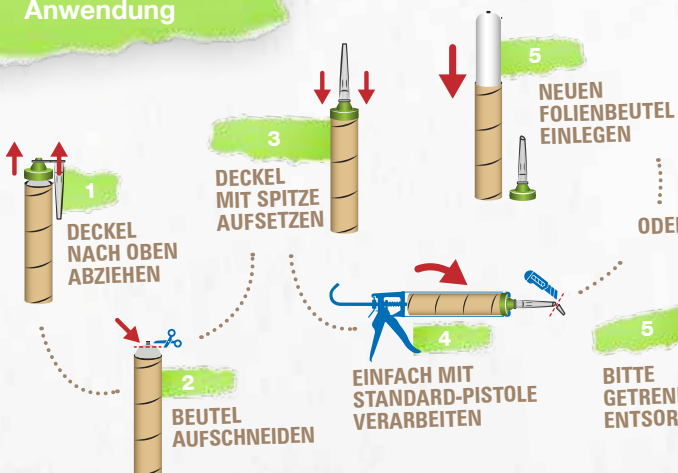 Anwendung
1
DECKEL
NACH OBEN
ABZIEHEN
2
BEUTEL
AUFSCHNEIDEN
3
DECKEL
MIT SPITZE
AUFSETZEN
4
EINFACH MIT
STANDARD-PISTOLE
VERARBEITEN
5
NEUEN
FOLIENBEUTEL
EINLEGEN
ODER
5
BITTE